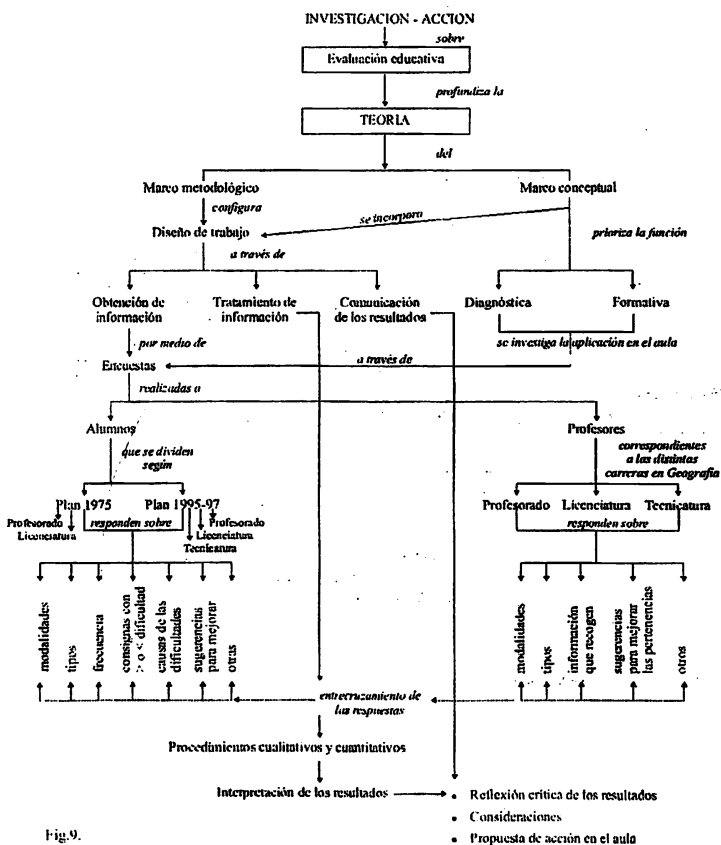 INVESTIGACION - ACCION
sobre
Evaluación educativa
profundiza la
TEORIA
del
Marco metodológico
Marco conceptual
configura
se incorpora
Diseño de trabajo
prioriza la función
a través de
Obtención de
información
Tratamiento de
información
Comunicación
de los resultados
Diagnóstica
Formativa
por medio de
se investiga la aplicación en el aula
a través de
Encuestas
realizadas a
Alumnos
Profesores
que se dividen
según
correspondientes
a las distintas
carreras en Geografía
Plan 1975
Plan 1995-97
Profesorado
Licenciatura
responden sobre
Profesorado
Licenciatura
Tecnicatura
Profesorado
Licenciatura
Tecnicatura
responden sobre
modalidades
tipos
frecuencia
consignas con
> o < dificultad
causas de las
dificultades
sugerencias
para mejorar
otras
modalidades
tipos
información
que recogen
sugerencias
para mejorar
las pertenencias
otros
entrecruzamiento de
las respuestas
Procedimientos cualitativos y cuantitativos
Interpretación de los resultados
• Reflexión crítica de los resultados
• Consideraciones
• Propuesta de acción en el aula
Fig.9.